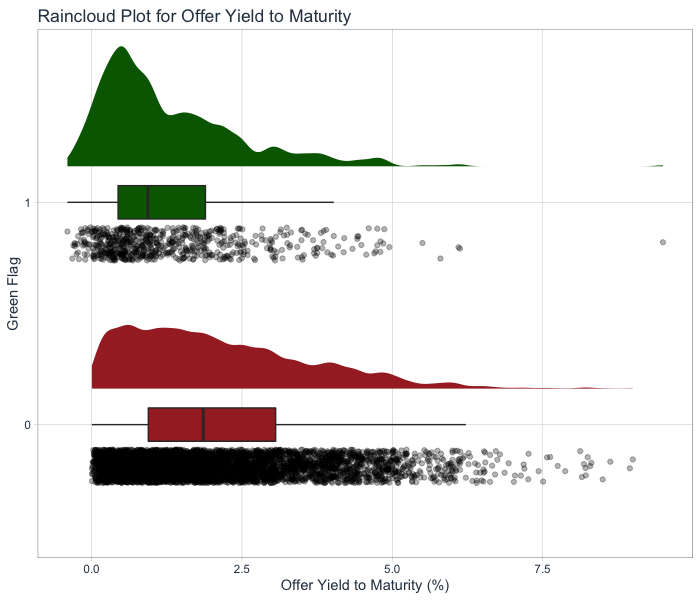 Raincloud Plot for Offer Yield to Maturity
Green Flag
1
0
0.0 2.5 5.0 7.5
Offer Yield to Maturity (%)